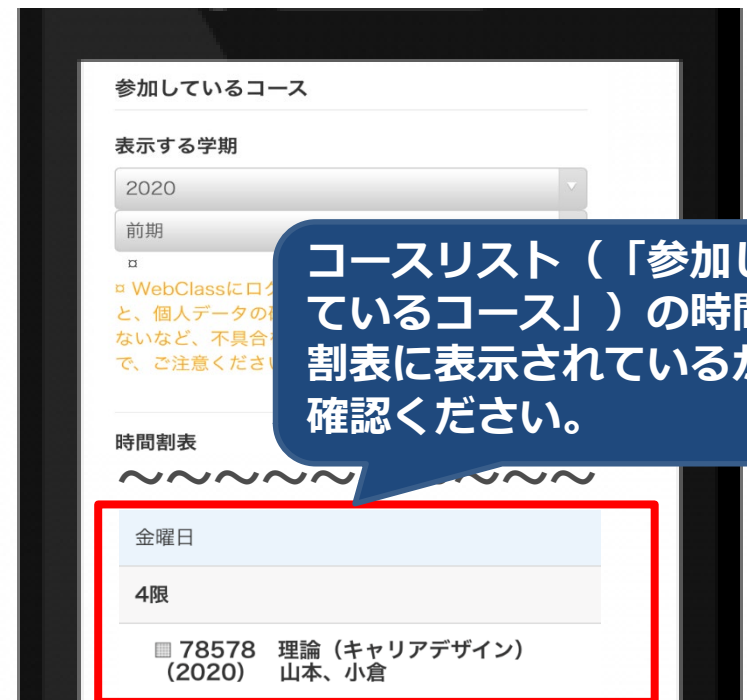 参加しているコース
表示する学期
2020
前期
¤
¤ WebClassにログ
と、個人データの
ないなど、不具合
で、ご注意くださ
コースリスト（「参加し
ているコース」）の時間
割表に表示されているか
確認ください。
時間割表
〜〜〜〜〜〜〜〜〜
金曜日
4限
78578　理論（キャリアデザイン）
(2020)　山本、小倉